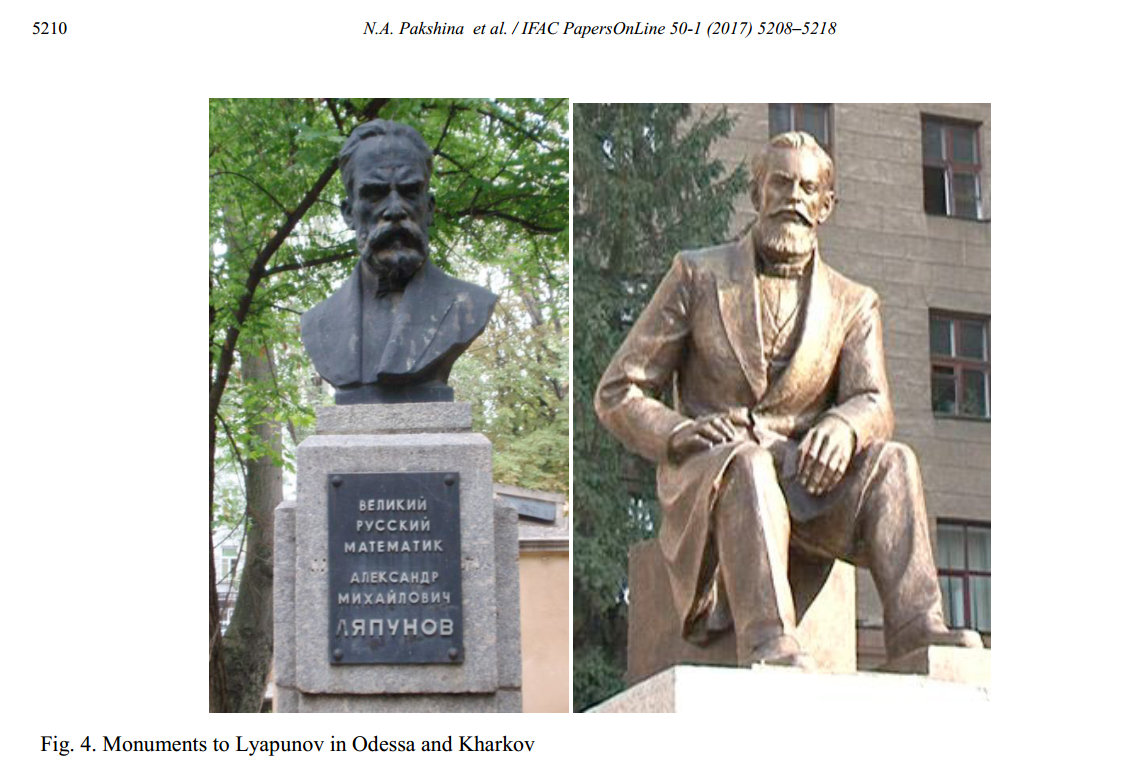 5210
N.A. Pakshina et al. / IFAC PapersOnLine 50-1 (2017) 5208–5218
ВЕЛИКИЙ
РУССКИЙ
МАТЕМАТИК
АЛЕКСАНДР
МИХАЙЛОВИЧ
ЛЯПУНОВ
Fig. 4. Monuments to Lyapunov in Odessa and Kharkov